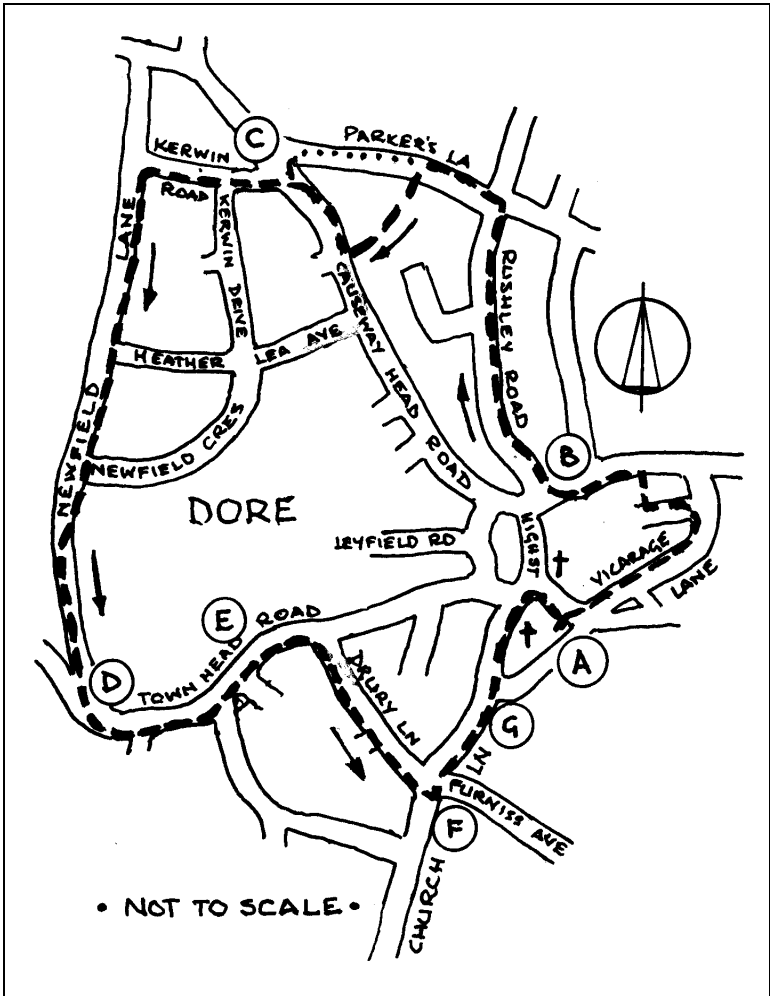 C
PARKER'S LA
KERWIN
ROAD
LANE
KERWIN DRIVE
CAUSEWAY HEAD ROAD
RUSHLEY ROAD
HEATHER LEA AVE
NEWFIELD
NEWFIELD CRES
B
DORE
LEYFIELD RD
HIGH ST
VICARAGE
LANE
E
TOWN HEAD ROAD
D
DRURY LN
A
G
LN
FURNISS AVE
F
CHURCH
• NOT TO SCALE •